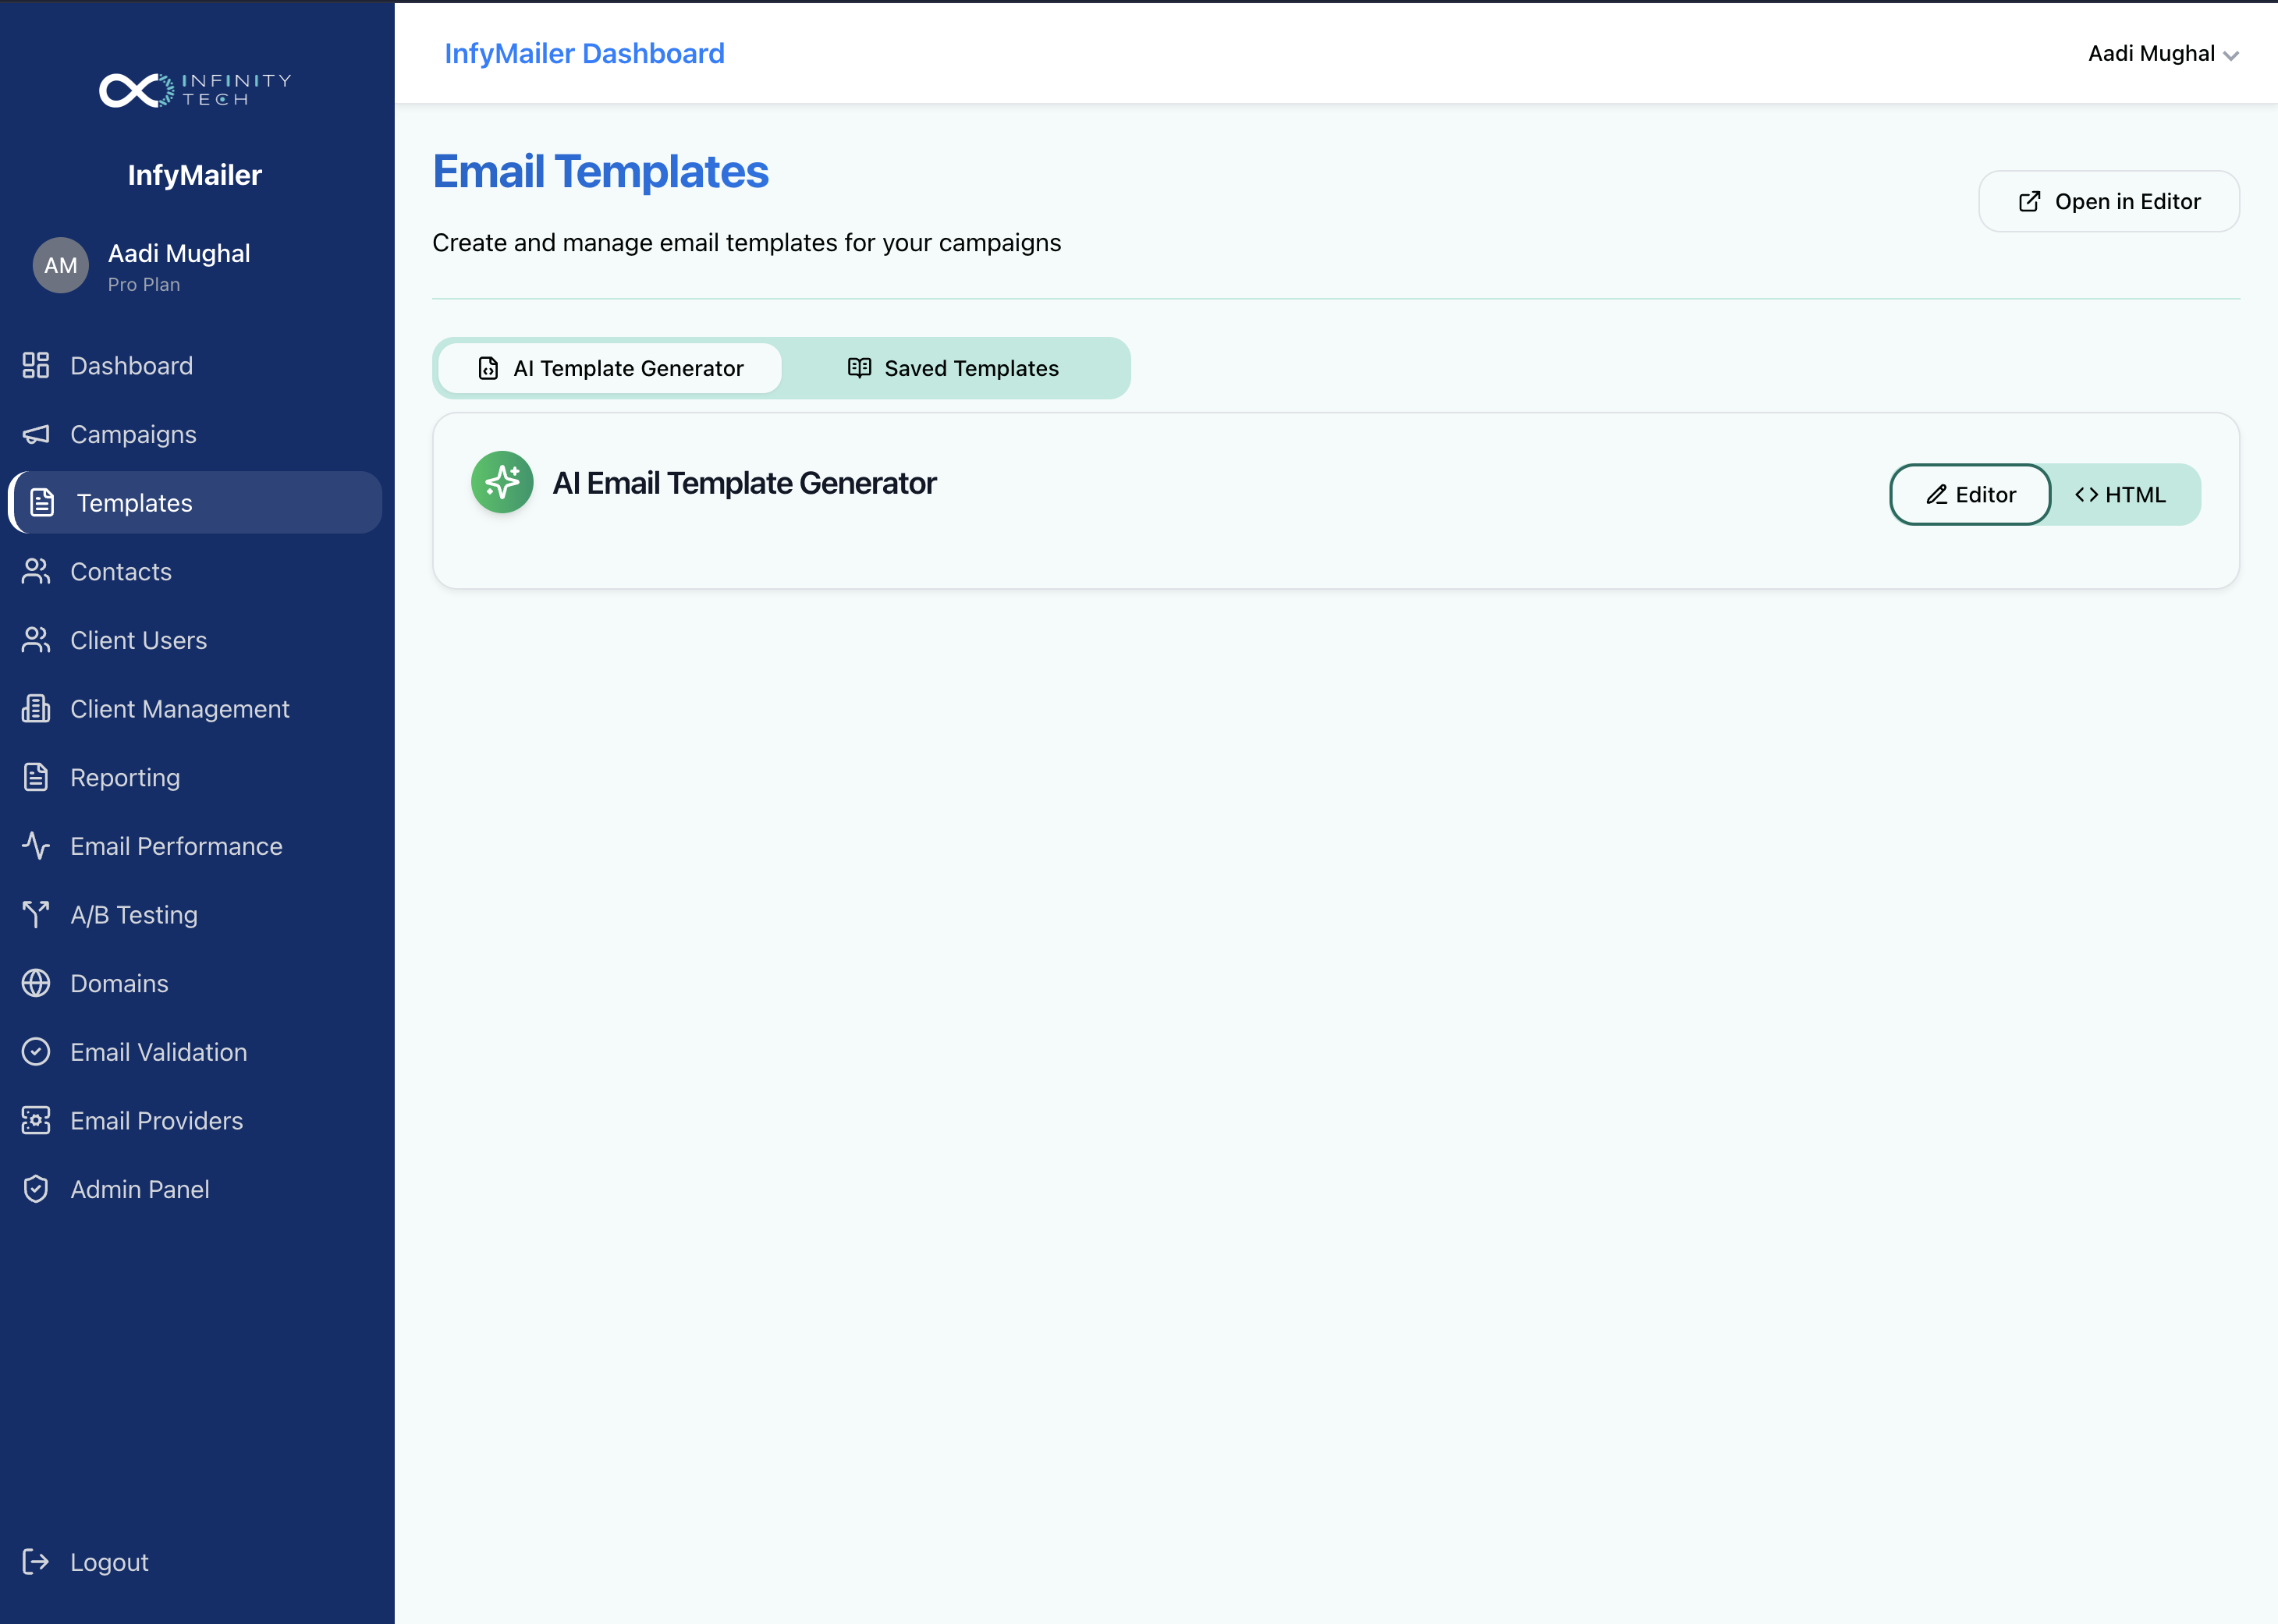 INFINITY
TECH
InfyMailer
AM
Aadi Mughal
Pro Plan
Dashboard
Campaigns
Templates
Contacts
Client Users
Client Management
Reporting
Email Performance
A/B Testing
Domains
Email Validation
Email Providers
Admin Panel
Logout
InfyMailer Dashboard
Aadi Mughal
Email Templates
Open in Editor
Create and manage email templates for your campaigns
AI Template Generator
Saved Templates
AI Email Template Generator
Editor
<> HTML